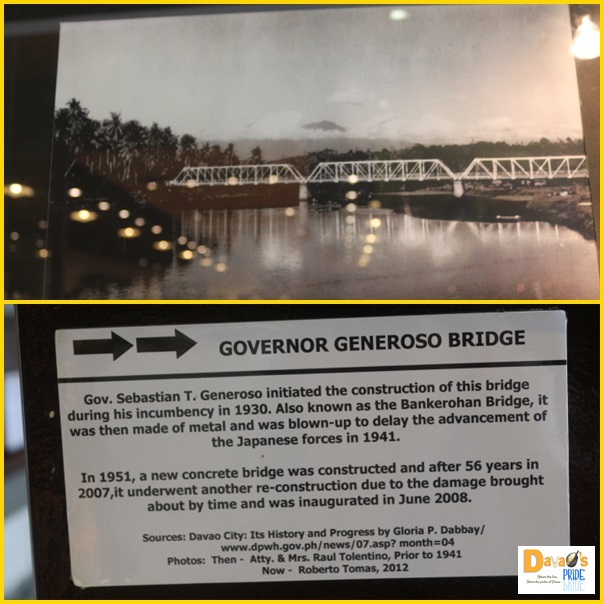 GOVERNOR GENEROSO BRIDGE
Gov. Sebastian T. Generoso initiated the construction of this bridge
during his incumbency in 1930. Also known as the Bankerohan Bridge, it
was then made of metal and was blown-up to delay the advancement of
the Japanese forces in 1941.
In 1951, a new concrete bridge was constructed and after 56 years in
2007,it underwent another re-construction due to the damage brought
about by time and was inaugurated in June 2008.
Sources: Davao City: Its History and Progress by Gloria P. Dabbay/
www.dpwh.gov.ph/news/07.asp? month=04
Photos: Then - Atty. & Mrs. Raul Tolentino, Prior to 1941
Now - Roberto Tomas, 2012
Davao's
PRIDE